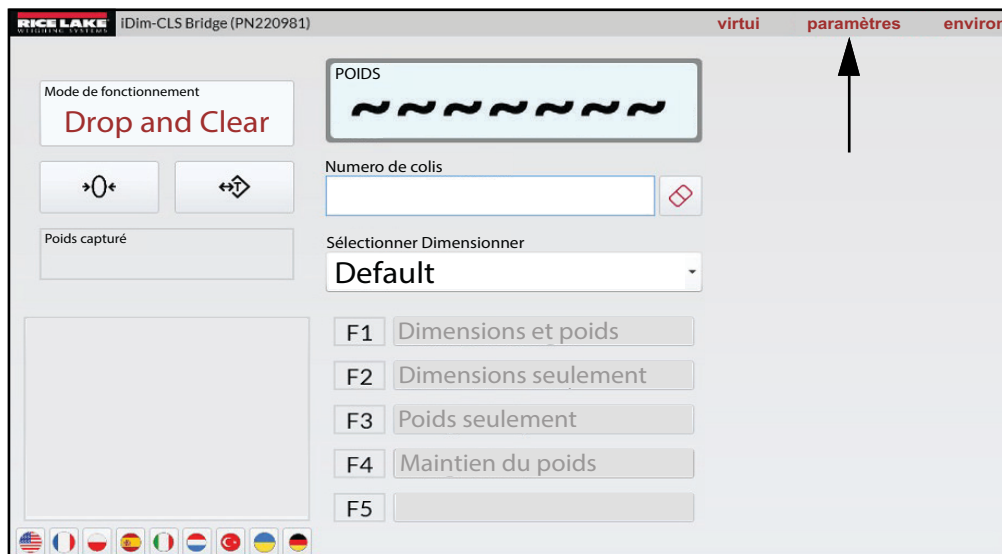 RICE LAKE
WEIGHING SYSTEMS
iDim-CLS Bridge (PN220981)
virtui
paramètres
environ
Mode de fonctionnement
Drop and Clear
POIDS
~~~~~~~
→0←
T
Numero de colis
Poids capturé
Sélectionner Dimensionner
Default
F1 Dimensions et poids
F2 Dimensions seulement
F3 Poids seulement
F4 Maintien du poids
F5